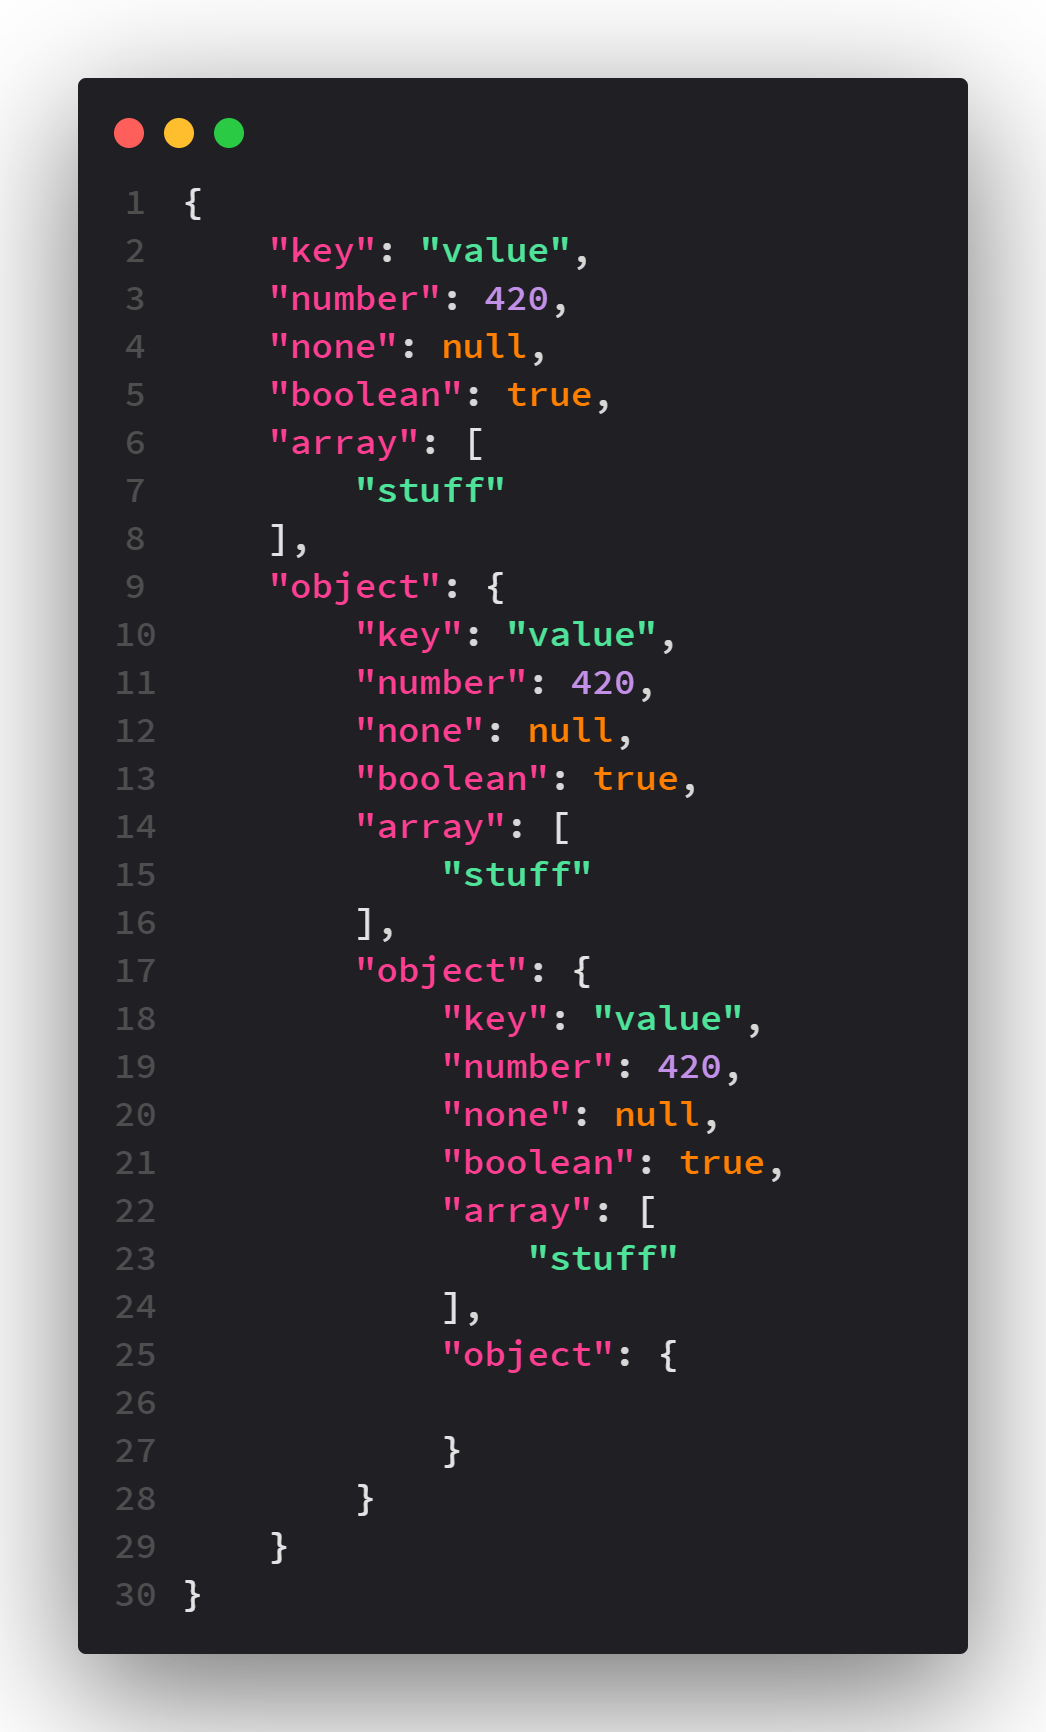 1 {
2     "key": "value",
3     "number": 420,
4     "none": null,
5     "boolean": true,
6     "array": [
7         "stuff"
8     ],
9     "object": {
10         "key": "value",
11         "number": 420,
12         "none": null,
13         "boolean": true,
14         "array": [
15             "stuff"
16         ],
17         "object": {
18             "key": "value",
19             "number": 420,
20             "none": null,
21             "boolean": true,
22             "array": [
23                 "stuff"
24             ],
25             "object": {
26
27             }
28         }
29     }
30 }